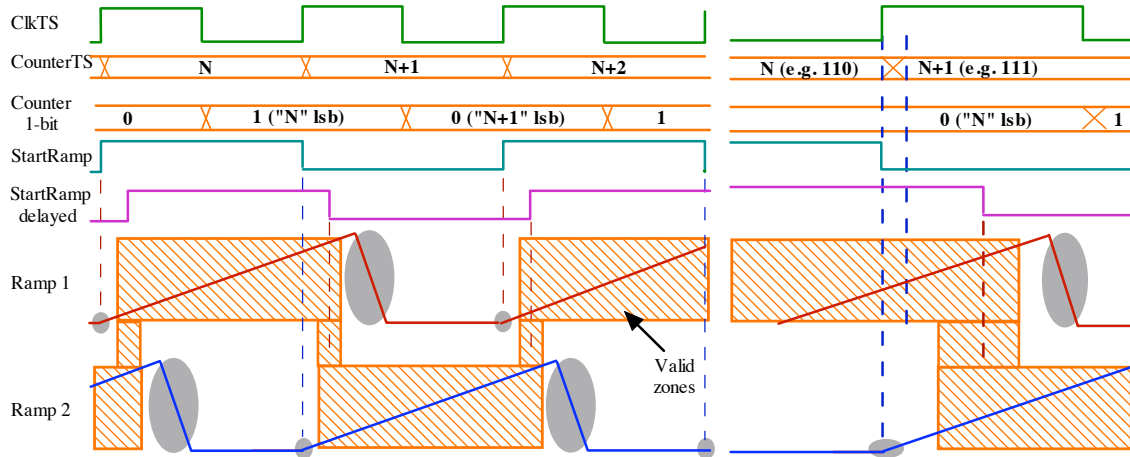 ClkTS
CounterTS
N
N+1
N+2
N (e.g. 110)
N+1 (e.g. 111)
Counter
1-bit
0
1 ("N" lsb)
0 ("N+1" lsb)
1
0 ("N" lsb)
1
StartRamp
StartRamp
delayed
Ramp 1
Valid
zones
Ramp 2